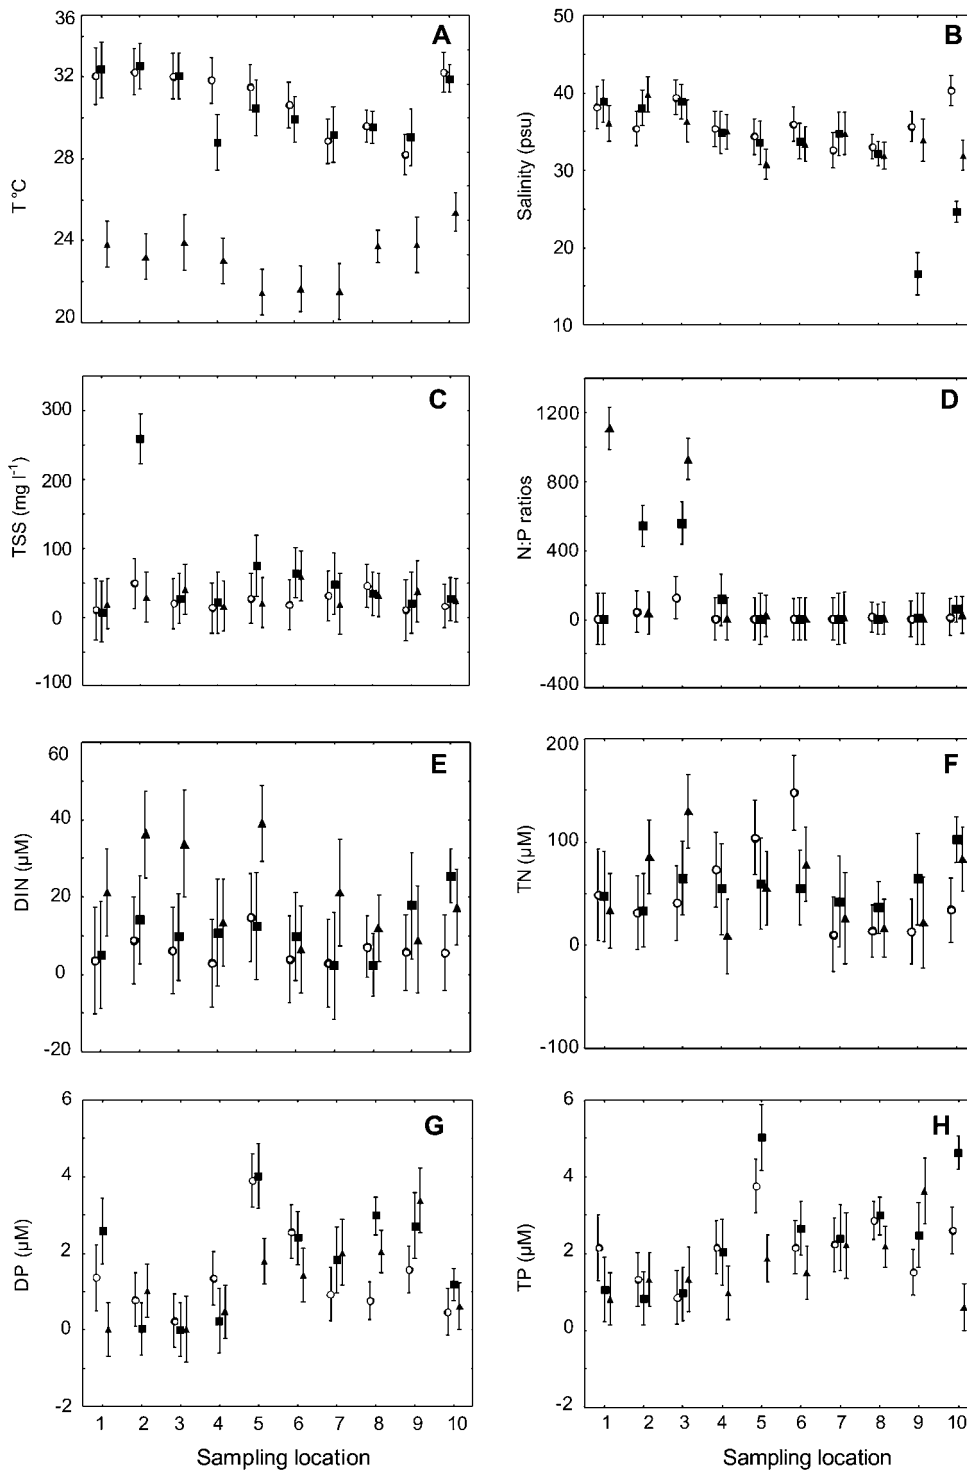 A
36
32
28
24
20
T °C
B
50
40
30
20
10
Salinity (psu)
C
300
200
100
0
-100
TSS (mg l-1)
D
1200
800
400
0
-400
N:P ratios
E
60
40
20
0
-20
DIN (µM)
F
200
100
0
-100
TN (µM)
G
6
4
2
0
-2
DP (µM)
1 2 3 4 5 6 7 8 9 10
Sampling location
H
6
4
2
0
-2
TP (µM)
1 2 3 4 5 6 7 8 9 10
Sampling location